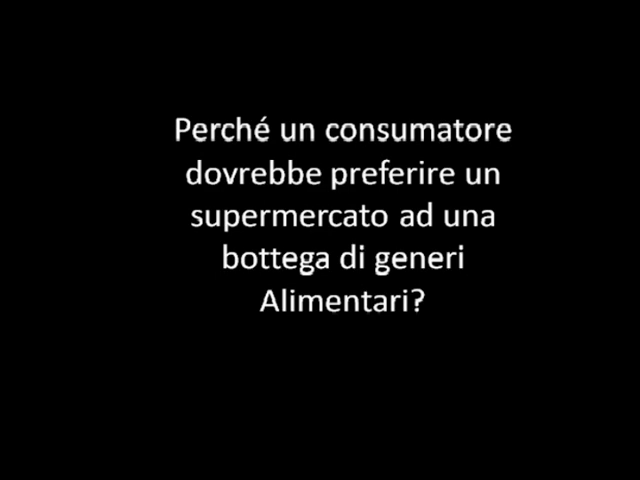 Perché un consumatore
dovrebbe preferire un
supermercato ad una
bottega di generi
Alimentari?